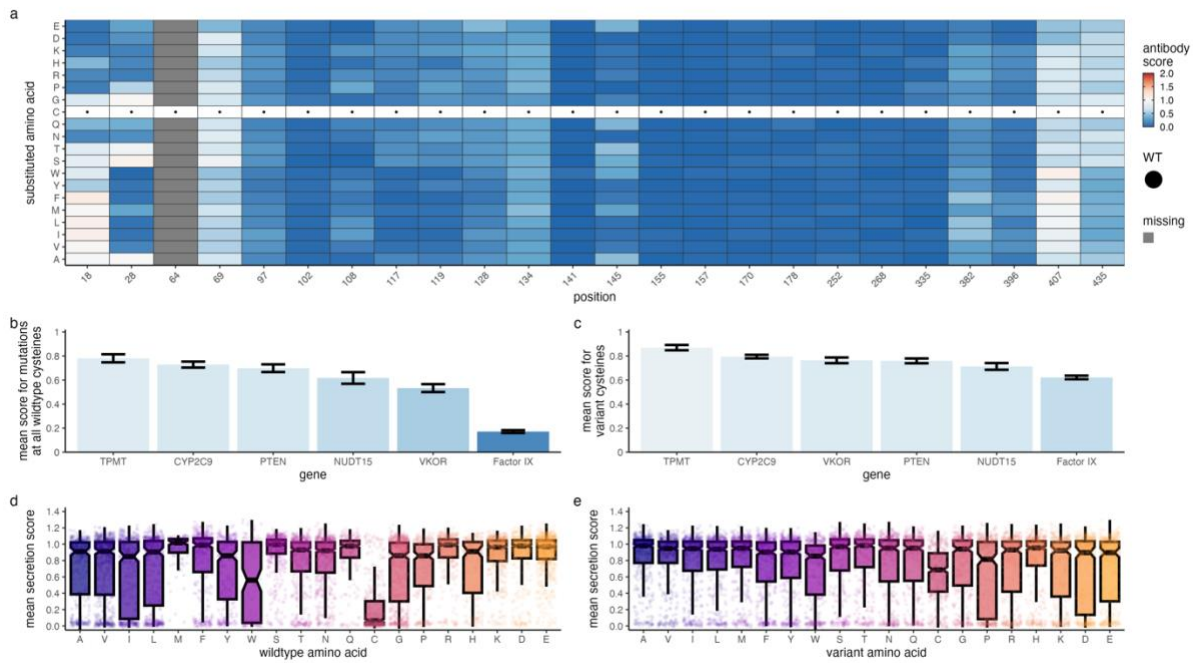 a
substituted amino acid
E
D
K
H
R
P
G
C
Q
N
T
S
W
Y
F
M
L
I
V
A
18 28 64 69 97 102 108 117 119 128 134 141 145 155 157 170 178 252 268 335 382 396 407 435
position
antibody
score
2.0
1.5
1.0
0.5
0.0
WT
missing
b
mean score for mutations
at all wildtype cysteines
1
0.8
0.6
0.4
0.2
0
TPMT CYP2C9 PTEN NUDT15 VKOR Factor IX
gene
c
mean score for
variant cysteines
1
0.8
0.6
0.4
0.2
0
TPMT CYP2C9 VKOR PTEN NUDT15 Factor IX
gene
d
mean secretion score
1.4
1.2
1.0
0.8
0.6
0.4
0.2
0.0
A V I L M F Y W S T N Q C G P R H K D E
wildtype amino acid
e
mean secretion score
1.4
1.2
1.0
0.8
0.6
0.4
0.2
0.0
A V I L M F Y W S T N Q C G P R H K D E
variant amino acid